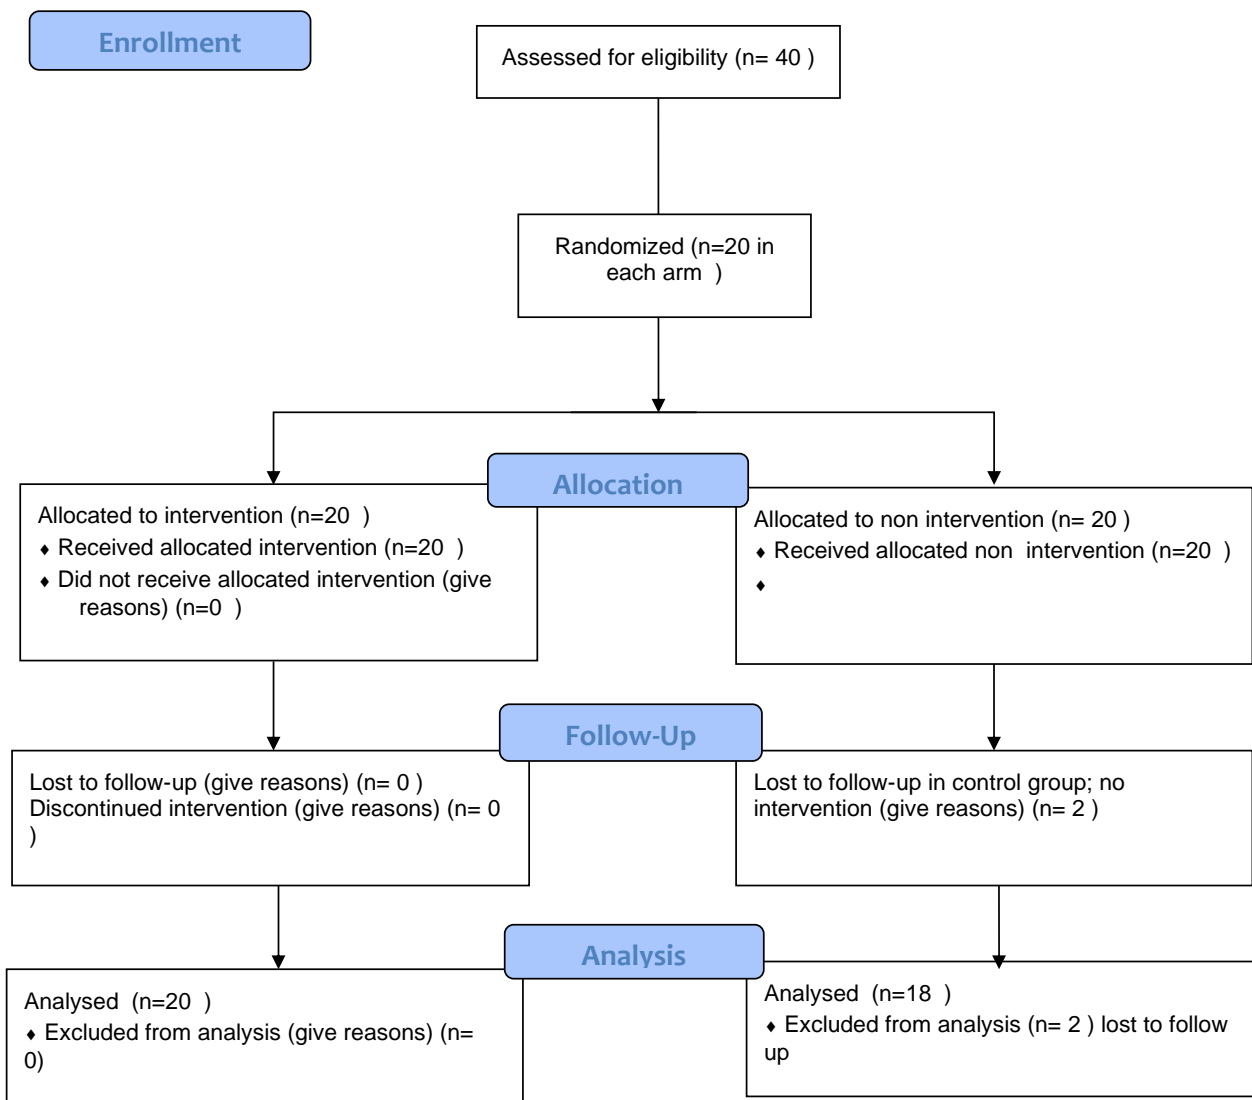 Enrollment
Assessed for eligibility (n= 40 )
Randomized (n=20 in
each arm  )
Allocation
Allocated to intervention (n=20  )
♦ Received allocated intervention (n=20  )
♦ Did not receive allocated intervention (give
reasons) (n=0  )
Allocated to non intervention (n= 20 )
♦ Received allocated non  intervention (n=20  )
♦
Follow-Up
Lost to follow-up (give reasons) (n= 0 )
Discontinued intervention (give reasons) (n= 0
)
Lost to follow-up in control group; no
intervention (give reasons) (n= 2 )
Analysis
Analysed  (n=20  )
♦ Excluded from analysis (give reasons) (n=
0)
Analysed  (n=18  )
♦ Excluded from analysis (n= 2 ) lost to follow
up